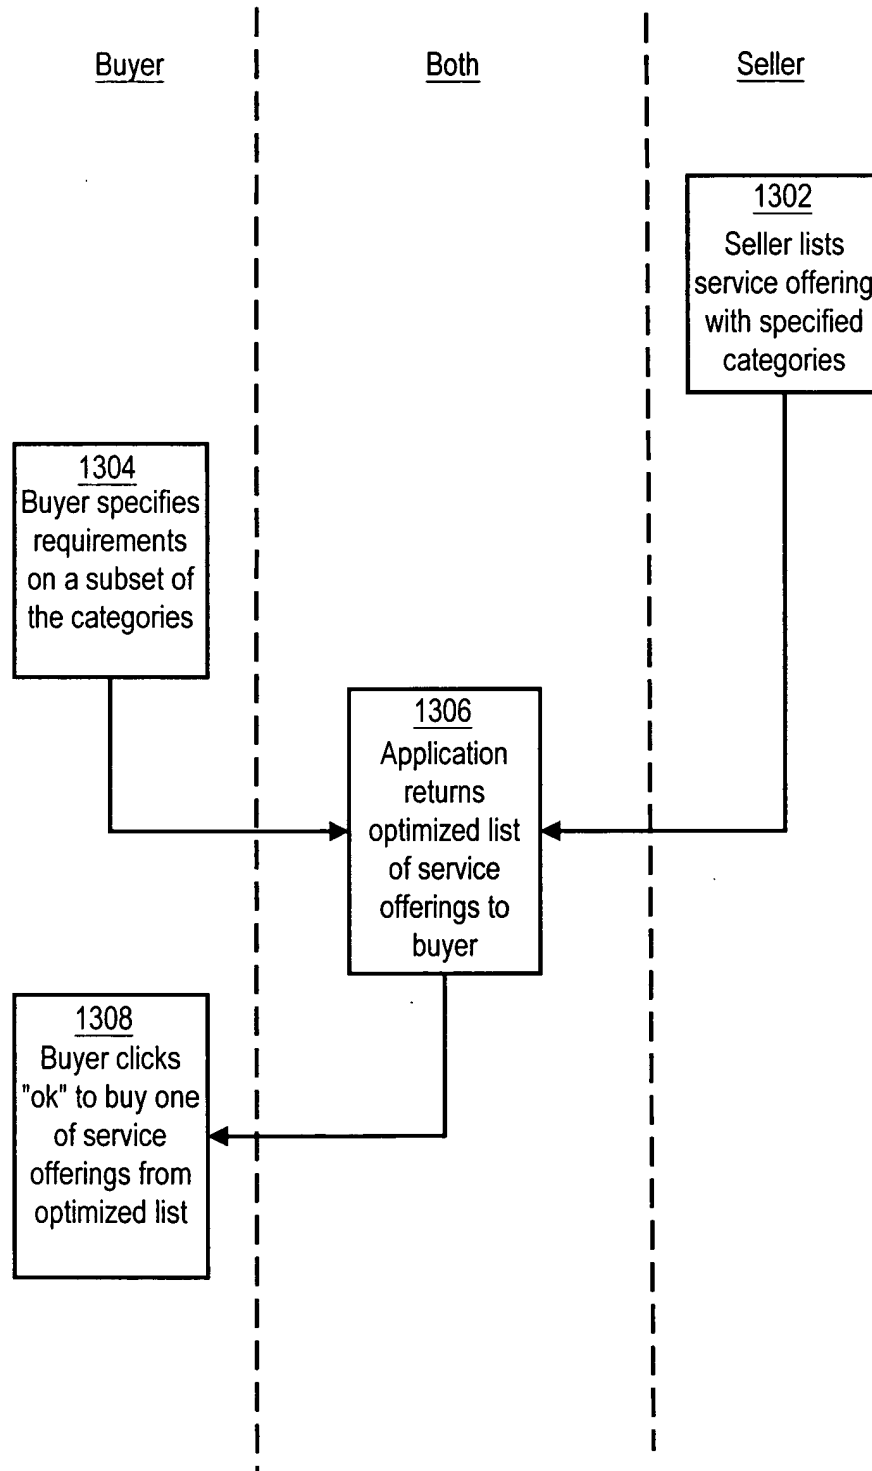 Buyer
Both
Seller
1302
Seller lists
service offering
with specified
categories
1304
Buyer specifies
requirements
on a subset of
the categories
1306
Application
returns
optimized list
of service
offerings to
buyer
1308
Buyer clicks
"ok" to buy one
of service
offerings from
optimized list